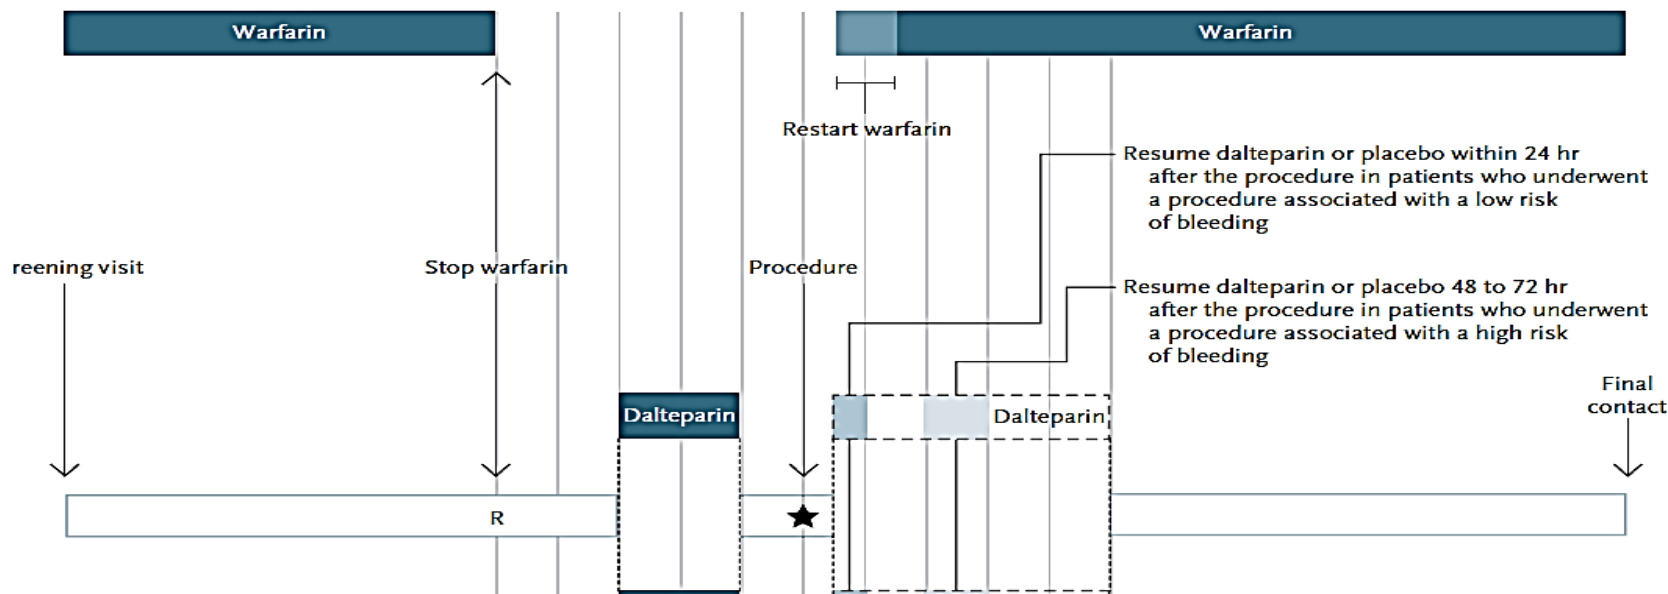 Warfarin
Warfarin
Restart warfarin
Resume dalteparin or placebo within 24 hr
after the procedure in patients who underwent
a procedure associated with a low risk
of bleeding
reening visit
Stop warfarin
Procedure
Resume dalteparin or placebo 48 to 72 hr
after the procedure in patients who underwent
a procedure associated with a high risk
of bleeding
Final
contact
Dalteparin
Dalteparin
R